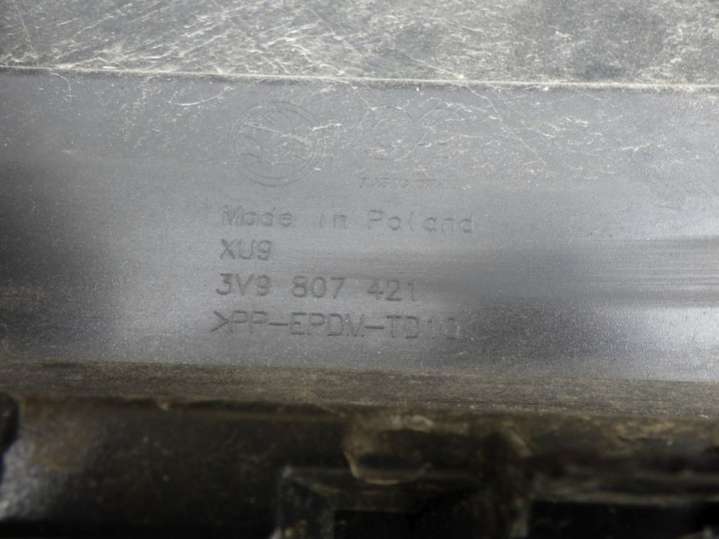 Made in Poland
XU9
3V9 807 421
>PP-EPDM-TD10